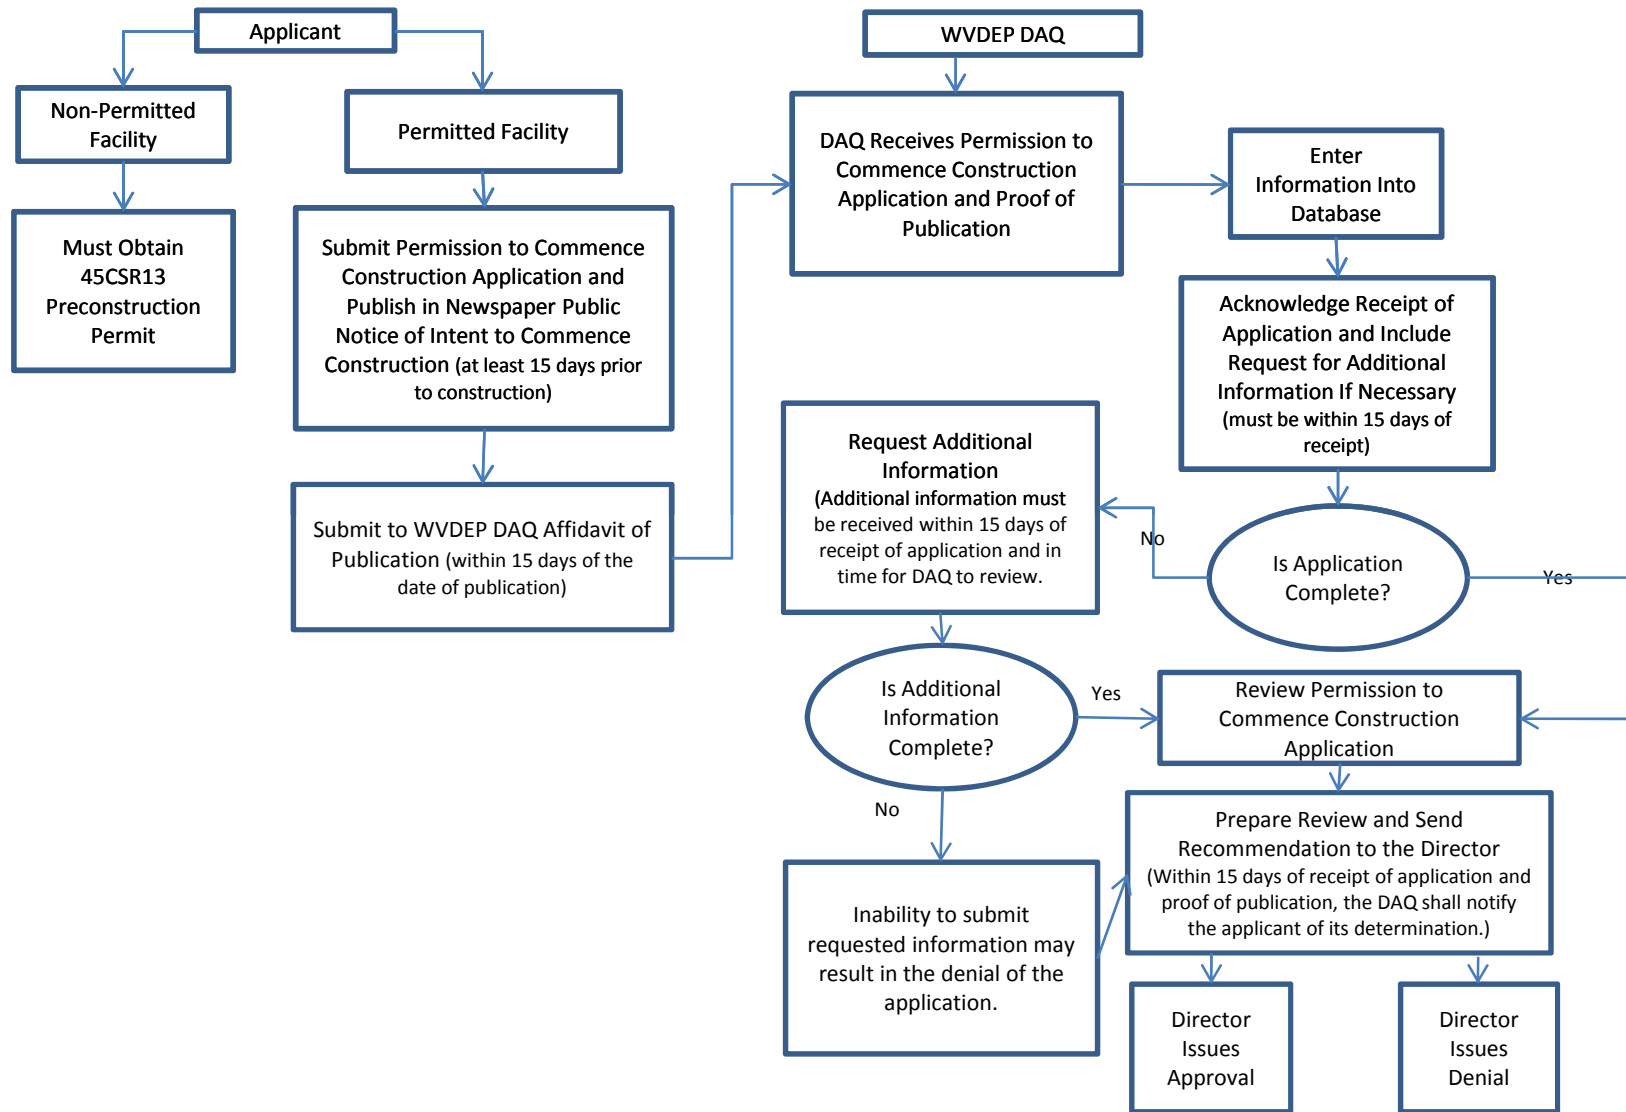 Applicant
Non-Permitted
Facility
Must Obtain
45CSR13
Preconstruction
Permit
Permitted Facility
Submit Permission to Commence
Construction Application and
Publish in Newspaper Public
Notice of Intent to Commence
Construction (at least 15 days prior
to construction)
Submit to WVDEP DAQ Affidavit of
Publication (within 15 days of the
date of publication)
WVDEP DAQ
DAQ Receives Permission to
Commence Construction
Application and Proof of
Publication
Enter
Information Into
Database
Acknowledge Receipt of
Application and Include
Request for Additional
Information If Necessary
(must be within 15 days of
receipt)
Is Application
Complete?
No
Yes
Request Additional
Information
(Additional information must
be received within 15 days of
receipt of application and in
time for DAQ to review.
Is Additional
Information
Complete?
Yes
No
Review Permission to
Commence Construction
Application
Inability to submit
requested information may
result in the denial of the
application.
Prepare Review and Send
Recommendation to the Director
(Within 15 days of receipt of application and
proof of publication, the DAQ shall notify
the applicant of its determination.)
Director
Issues
Approval
Director
Issues
Denial